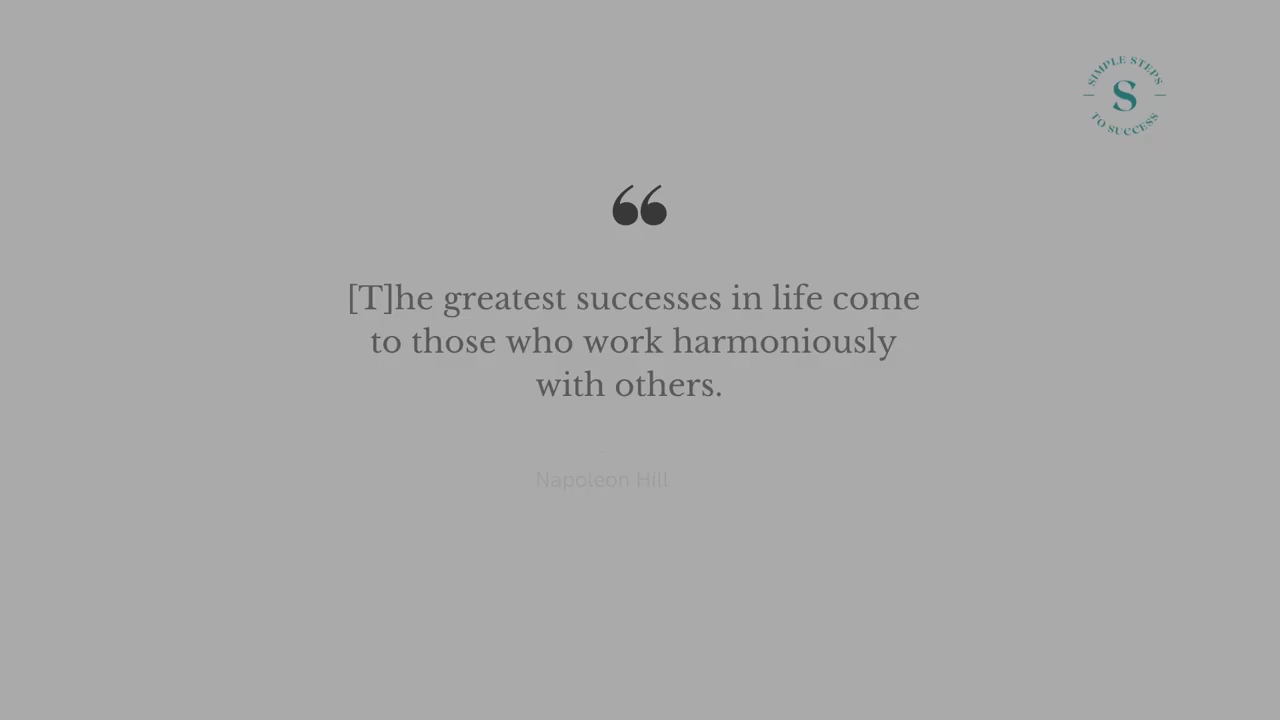 SIMPLE STEPS
S
TO SUCCESS
“
[T]he greatest successes in life come
to those who work harmoniously
with others.
Napoleon Hill